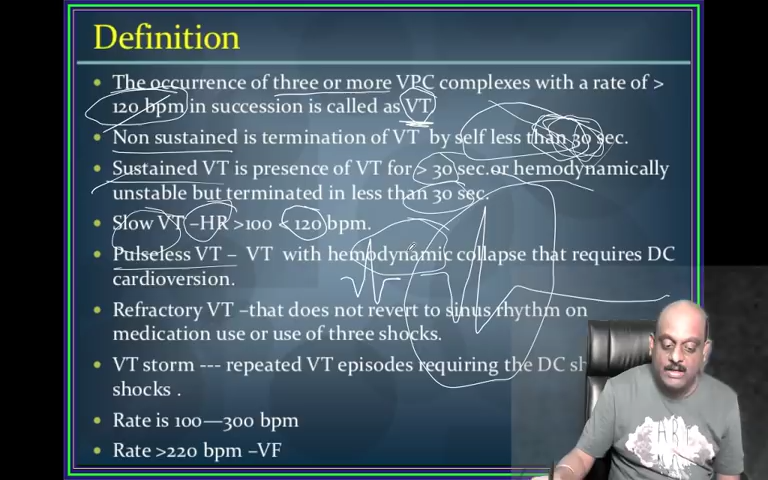 Definition
• The occurrence of three or more VPC complexes with a rate of >
120 bpm in succession is called as VT
• Non sustained is termination of VT by self less than 30 sec.
• Sustained VT is presence of VT for > 30 sec.or hemodynamically
unstable but terminated in less than 30 sec.
• Slow VT –HR >100 < 120 bpm.
• Pulseless VT – VT with hemodynamic collapse that requires DC
cardioversion.
• Refractory VT –that does not revert to sinus rhythm on
medication use or use of three shocks.
• VT storm --- repeated VT episodes requiring the DC sh
shocks .
• Rate is 100—300 bpm
• Rate >220 bpm –VF